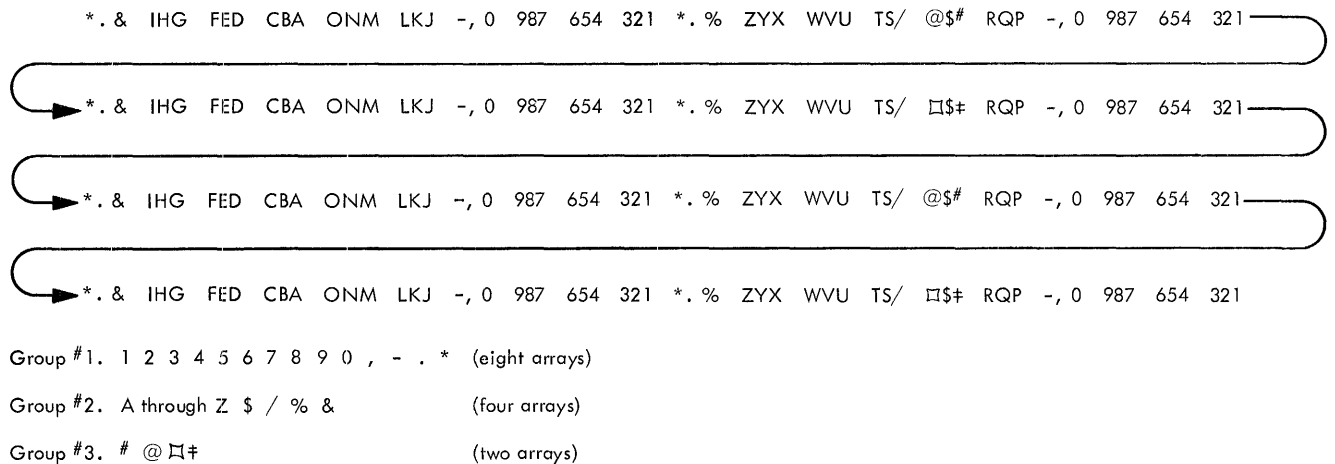 *. & IHG FED CBA ONM LKJ -, 0 987 654 321 *. % ZYX WVU TS/ @$# RQP -, 0 987 654 321
*. & IHG FED CBA ONM LKJ -, 0 987 654 321 *. % ZYX WVU TS/ ⌑$⧧ RQP -, 0 987 654 321
*. & IHG FED CBA ONM LKJ -, 0 987 654 321 *. % ZYX WVU TS/ @$# RQP -, 0 987 654 321
*. & IHG FED CBA ONM LKJ -, 0 987 654 321 *. % ZYX WVU TS/ ⌑$⧧ RQP -, 0 987 654 321
Group #1. 1 2 3 4 5 6 7 8 9 0 , - . * (eight arrays)
Group #2. A through Z $ / % & (four arrays)
Group #3. # @ ⌑ ⧧ (two arrays)